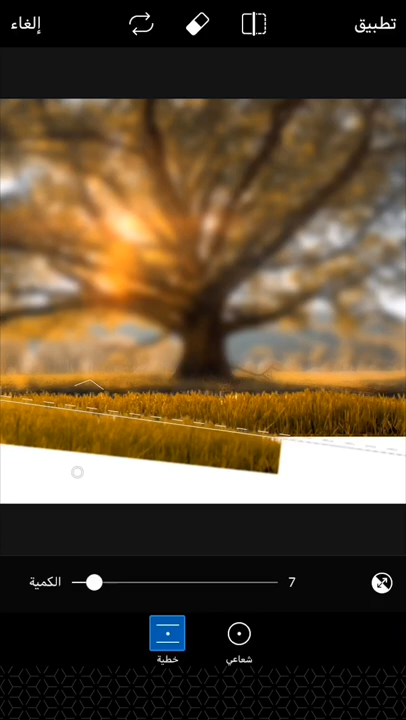 تطبيق
إلغاء
الكمية
7
شعاعي
خطية